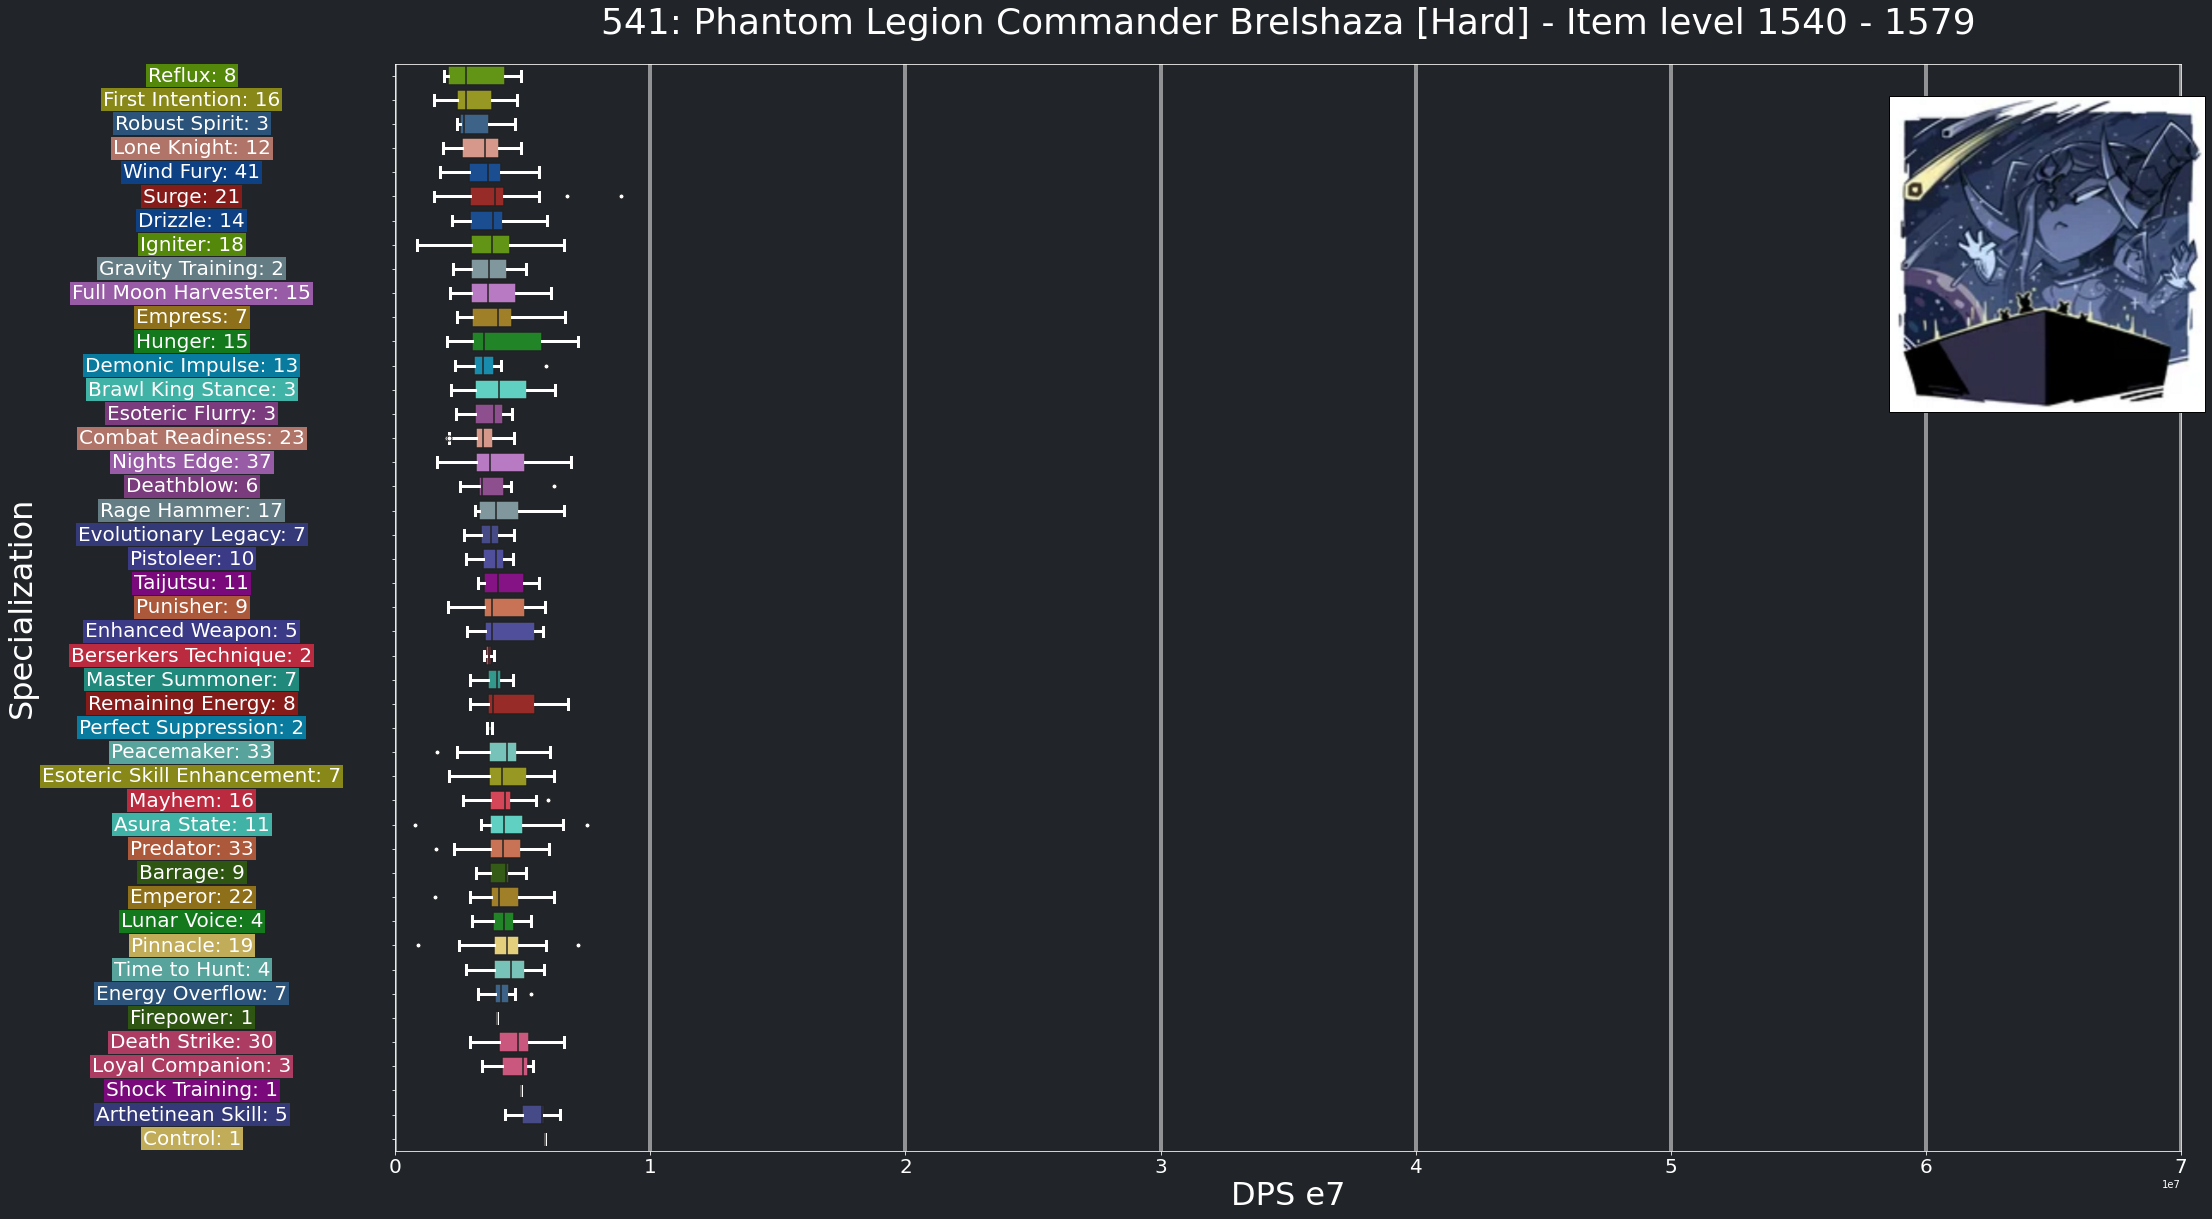 541: Phantom Legion Commander Brelshaza [Hard] - Item level 1540 - 1579
Specialization
Reflux: 8
First Intention: 16
Robust Spirit: 3
Lone Knight: 12
Wind Fury: 41
Surge: 21
Drizzle: 14
Igniter: 18
Gravity Training: 2
Full Moon Harvester: 15
Empress: 7
Hunger: 15
Demonic Impulse: 13
Brawl King Stance: 3
Esoteric Flurry: 3
Combat Readiness: 23
Nights Edge: 37
Deathblow: 6
Rage Hammer: 17
Evolutionary Legacy: 7
Pistoleer: 10
Taijutsu: 11
Punisher: 9
Enhanced Weapon: 5
Berserkers Technique: 2
Master Summoner: 7
Remaining Energy: 8
Perfect Suppression: 2
Peacemaker: 33
Esoteric Skill Enhancement: 7
Mayhem: 16
Asura State: 11
Predator: 33
Barrage: 9
Emperor: 22
Lunar Voice: 4
Pinnacle: 19
Time to Hunt: 4
Energy Overflow: 7
Firepower: 1
Death Strike: 30
Loyal Companion: 3
Shock Training: 1
Arthetinean Skill: 5
Control: 1
0 1 2 3 4 5 6 7
1e7
DPS e7